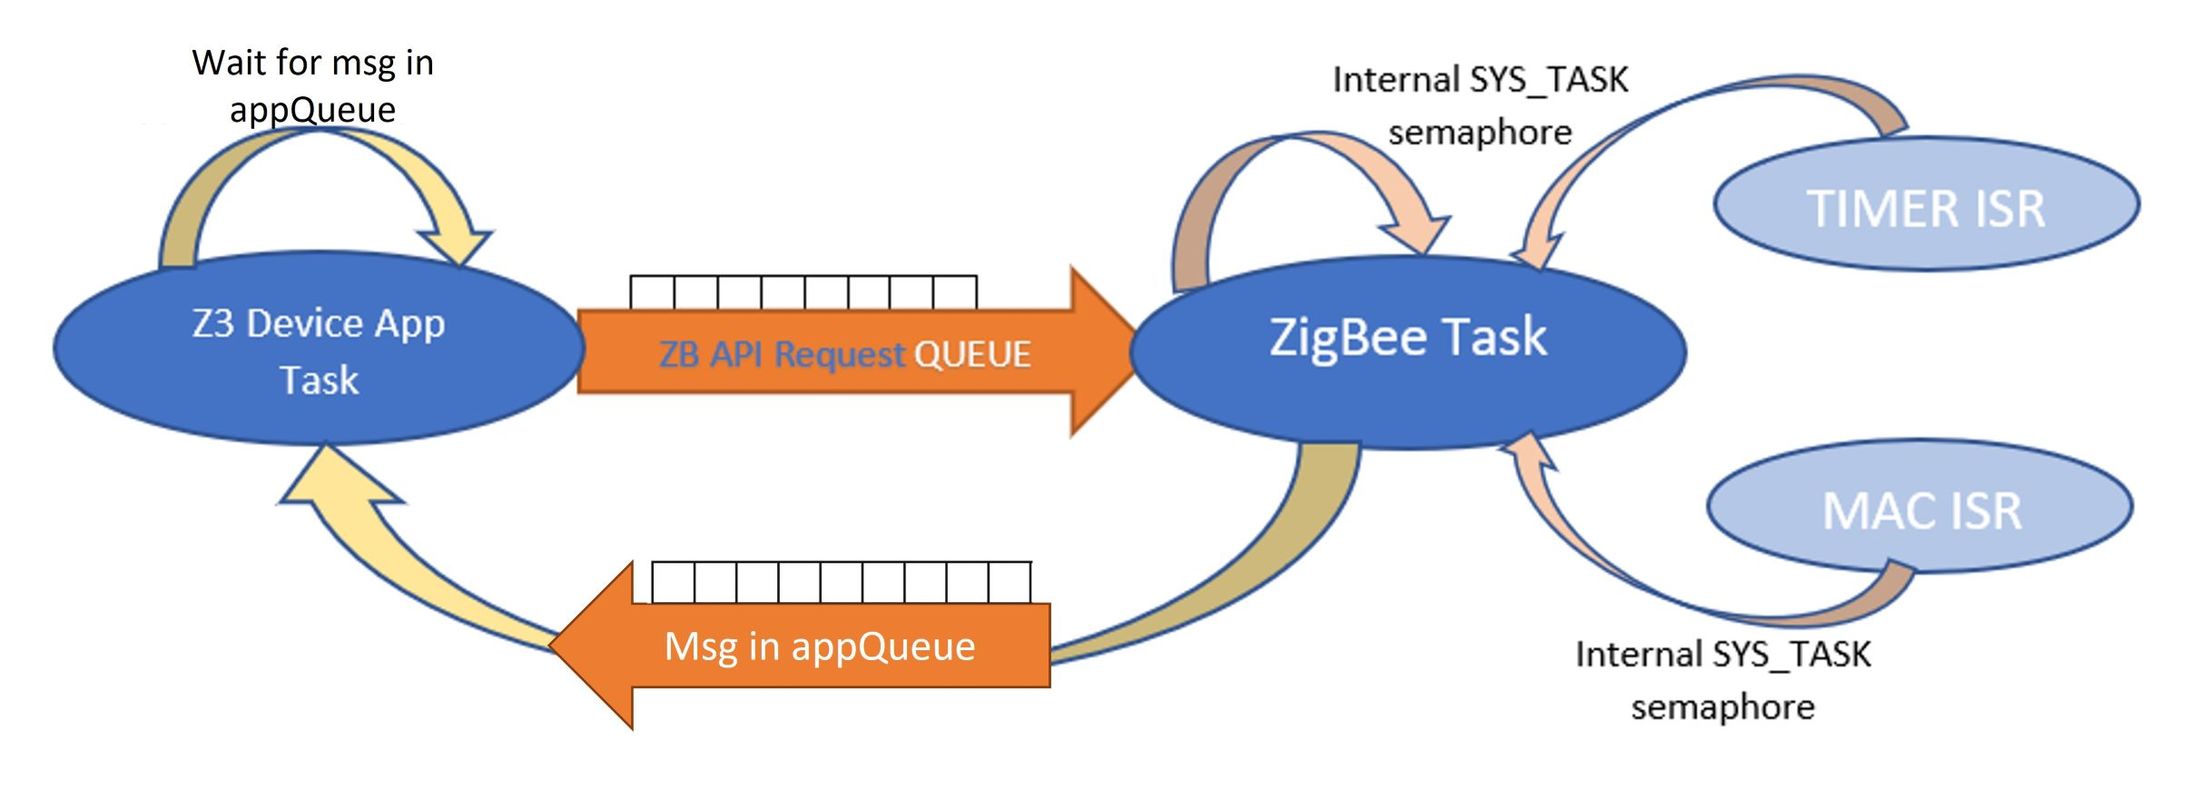 Wait for msg in
appQueue
Internal SYS_TASK
semaphore
TIMER ISR
Z3 Device App
Task
ZB API Request QUEUE
ZigBee Task
MAC ISR
Msg in appQueue
Internal SYS_TASK
semaphore